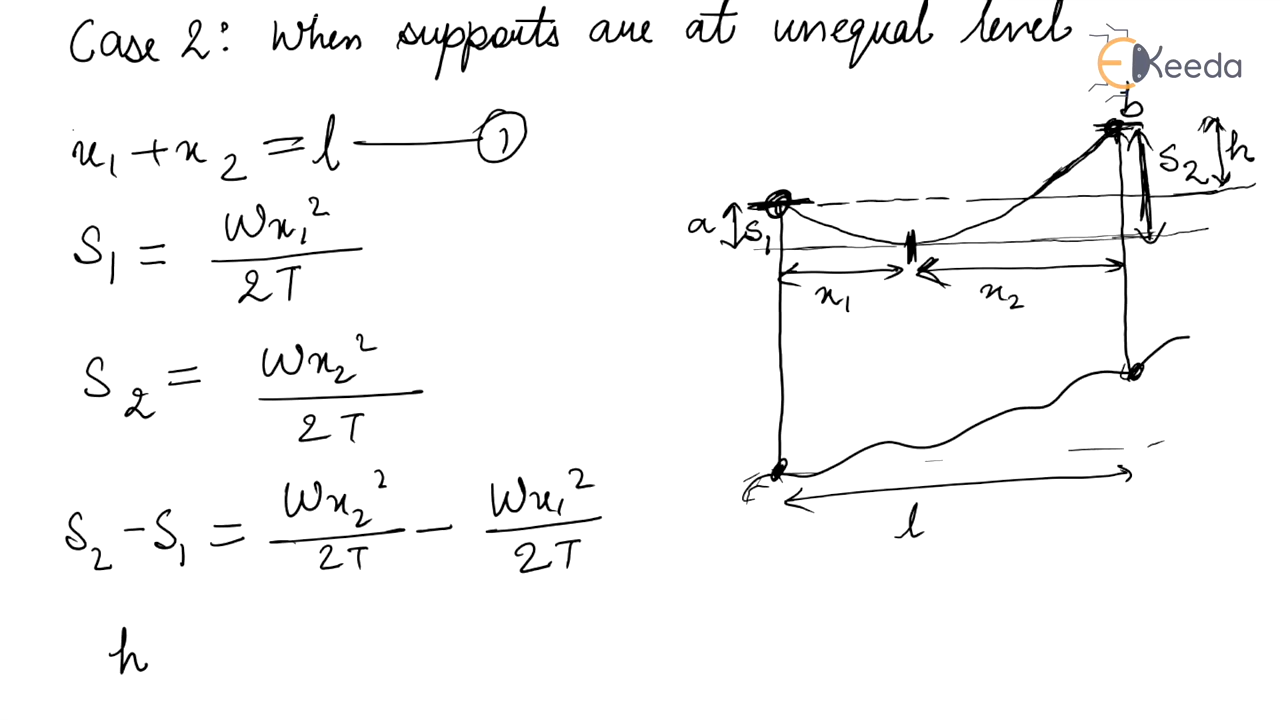 Case 2: When supports are at unequal level
EKeeda
x₁ + x₂ = l ——— ①
S₁ = Wx₁² / 2T
S₂ = Wx₂² / 2T
S₂ - S₁ = Wx₂² / 2T - Wx₁² / 2T
h
b
S₂ h
a S₁
x₁ x₂
l